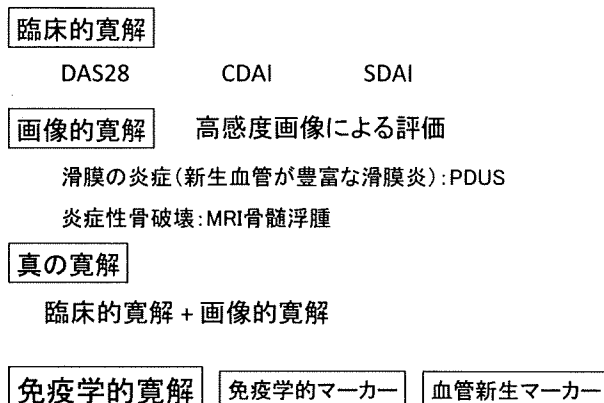 臨床的寛解
DAS28 CDAI SDAI
画像的寛解 高感度画像による評価
滑膜の炎症(新生血管が豊富な滑膜炎):PDUS
炎症性骨破壊:MRI骨髄浮腫
真の寛解
臨床的寛解 + 画像的寛解
免疫学的寛解 免疫学的マーカー 血管新生マーカー